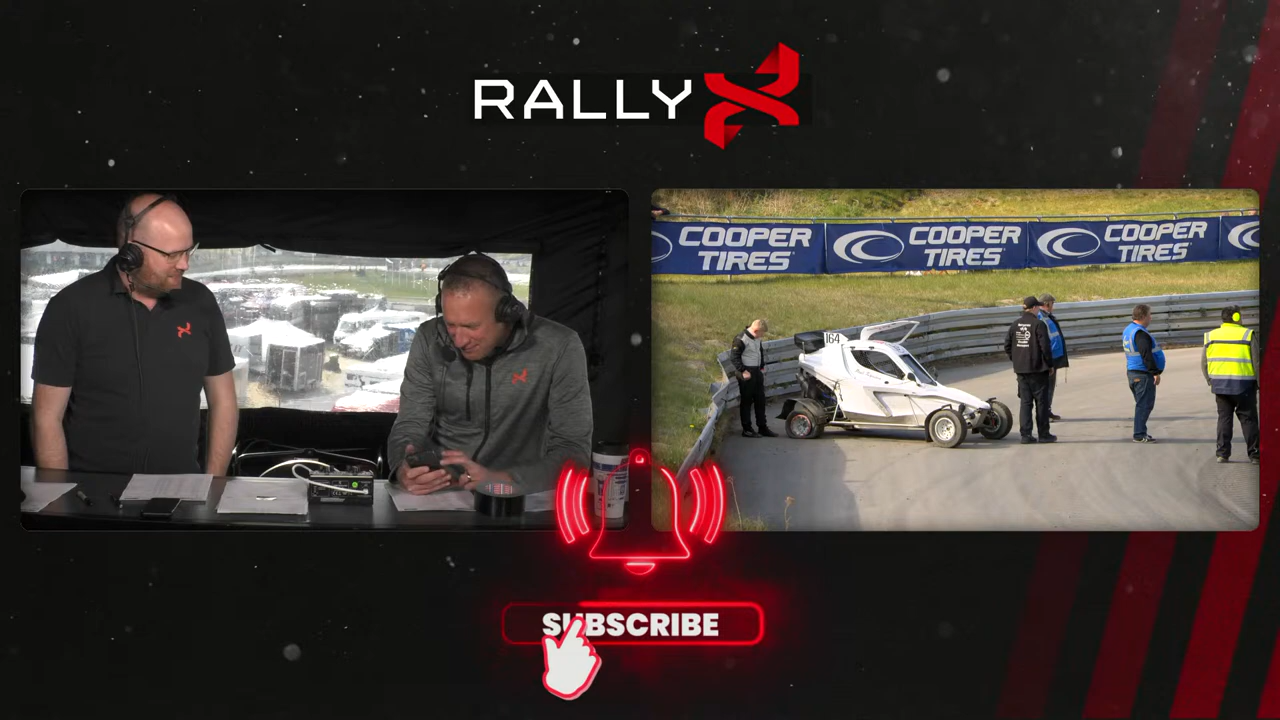 RALLY X
COOPER
TIRES
COOPER
TIRES
COOPER
TIRES
164
SUBSCRIBE